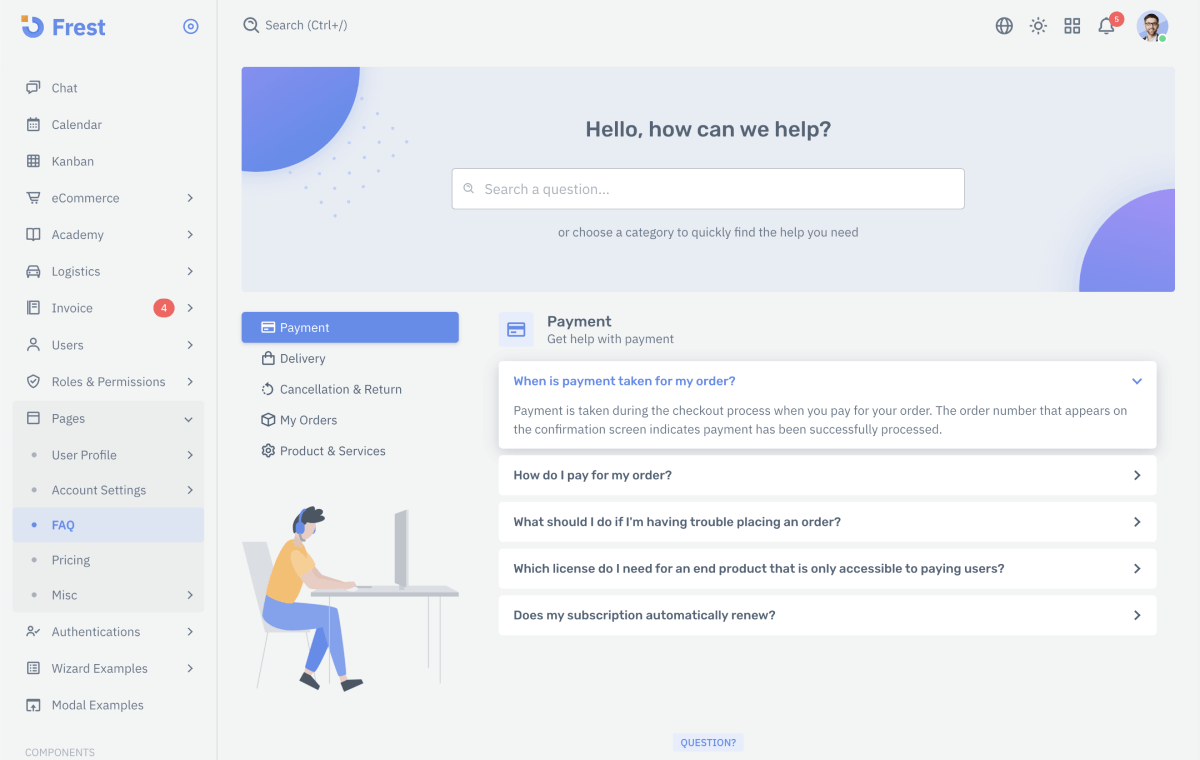 Frest
Search (Ctrl+/)
5
Chat
Calendar
Kanban
eCommerce
Academy
Logistics
Invoice
4
Users
Roles & Permissions
Pages
User Profile
Account Settings
FAQ
Pricing
Misc
Authentications
Wizard Examples
Modal Examples
COMPONENTS
Hello, how can we help?
Search a question...
or choose a category to quickly find the help you need
Payment
Delivery
Cancellation & Return
My Orders
Product & Services
Payment
Get help with payment
When is payment taken for my order?
Payment is taken during the checkout process when you pay for your order. The order number that appears on
the confirmation screen indicates payment has been successfully processed.
How do I pay for my order?
What should I do if I'm having trouble placing an order?
Which license do I need for an end product that is only accessible to paying users?
Does my subscription automatically renew?
QUESTION?